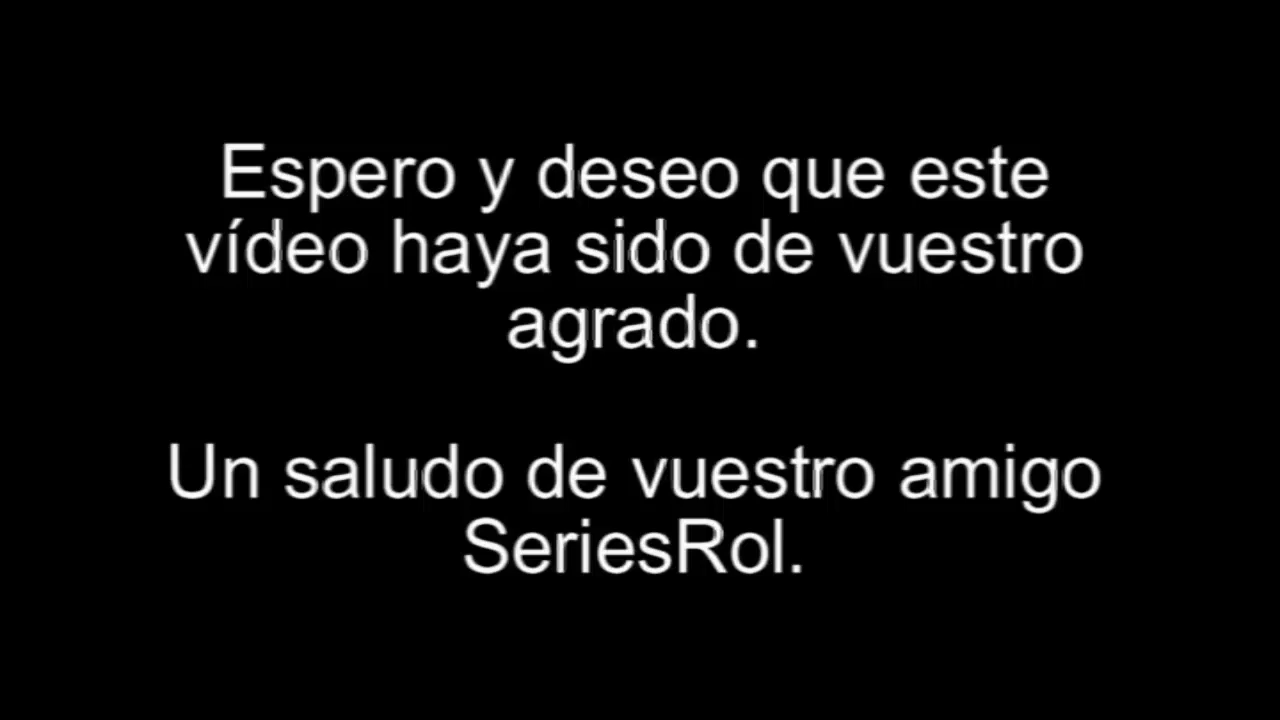 Espero y deseo que este
vídeo haya sido de vuestro
agrado.
Un saludo de vuestro amigo
SeriesRol.